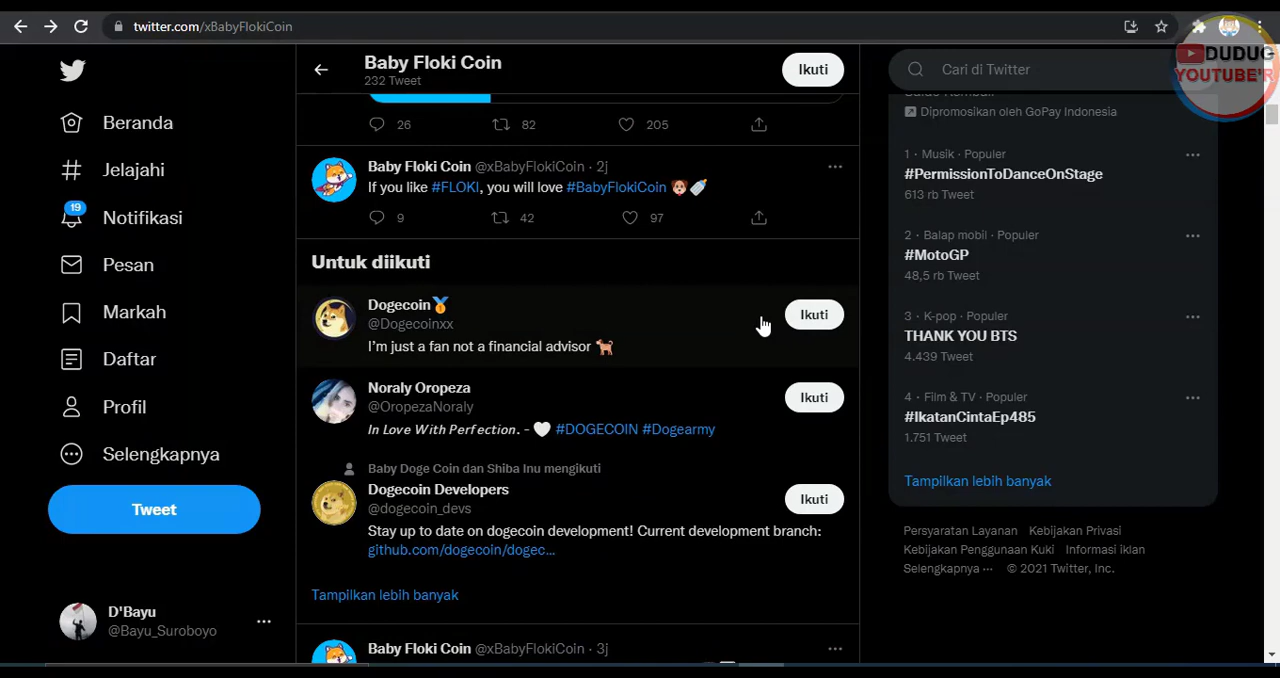 twitter.com/xBabyFlokiCoin
DUDUG
YOUTUBE'R
Baby Floki Coin
232 Tweet
Ikuti
Cari di Twitter
Beranda
Jelajahi
19
Notifikasi
Pesan
Markah
Daftar
Profil
Selengkapnya
Tweet
D'Bayu
@Bayu_Suroboyo
26 82 205
Baby Floki Coin @xBabyFlokiCoin · 2j
If you like #FLOKI, you will love #BabyFlokiCoin 🐶🍼
9 42 97
Untuk diikuti
Dogecoin🥇
@Dogecoinxx
Ikuti
I'm just a fan not a financial advisor 🐕
Noraly Oropeza
@OropezaNoraly
Ikuti
In Love With Perfection. - 🤍 #DOGECOIN #Dogearmy
Baby Doge Coin dan Shiba Inu mengikuti
Dogecoin Developers
@dogecoin_devs
Ikuti
Stay up to date on dogecoin development! Current development branch:
github.com/dogecoin/dogec...
Tampilkan lebih banyak
Baby Floki Coin @xBabyFlokiCoin · 3j
Dipromosikan oleh GoPay Indonesia
1 · Musik · Populer
#PermissionToDanceOnStage
613 rb Tweet
2 · Balap mobil · Populer
#MotoGP
48,5 rb Tweet
3 · K-pop · Populer
THANK YOU BTS
4.439 Tweet
4 · Film & TV · Populer
#IkatanCintaEp485
1.751 Tweet
Tampilkan lebih banyak
Persyaratan Layanan Kebijakan Privasi
Kebijakan Penggunaan Kuki Informasi iklan
Selengkapnya ··· © 2021 Twitter, Inc.